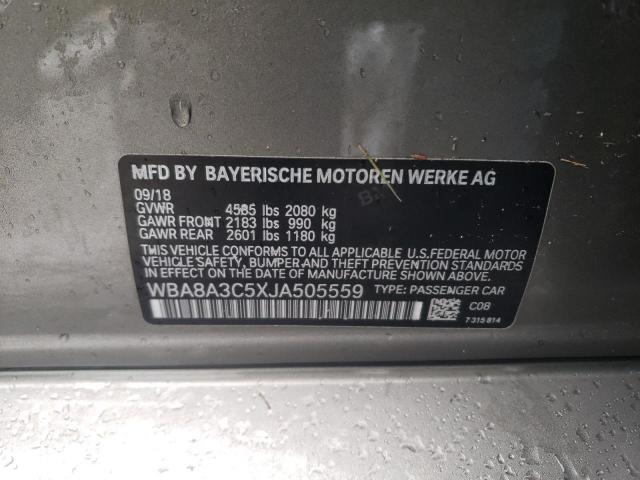 MFD BY BAYERISCHE MOTOREN WERKE AG
09/18
GVWR 4585 lbs 2080 kg
GAWR FRONT 2183 lbs 990 kg
GAWR REAR 2601 lbs 1180 kg
THIS VEHICLE CONFORMS TO ALL APPLICABLE U.S.FEDERAL MOTOR
VEHICLE SAFETY, BUMPER AND THEFT PREVENTION STANDARDS
IN EFFECT ON THE DATE OF MANUFACTURE SHOWN ABOVE.
WBA8A3C5XJA505559 TYPE: PASSENGER CAR
C08
7 315 814